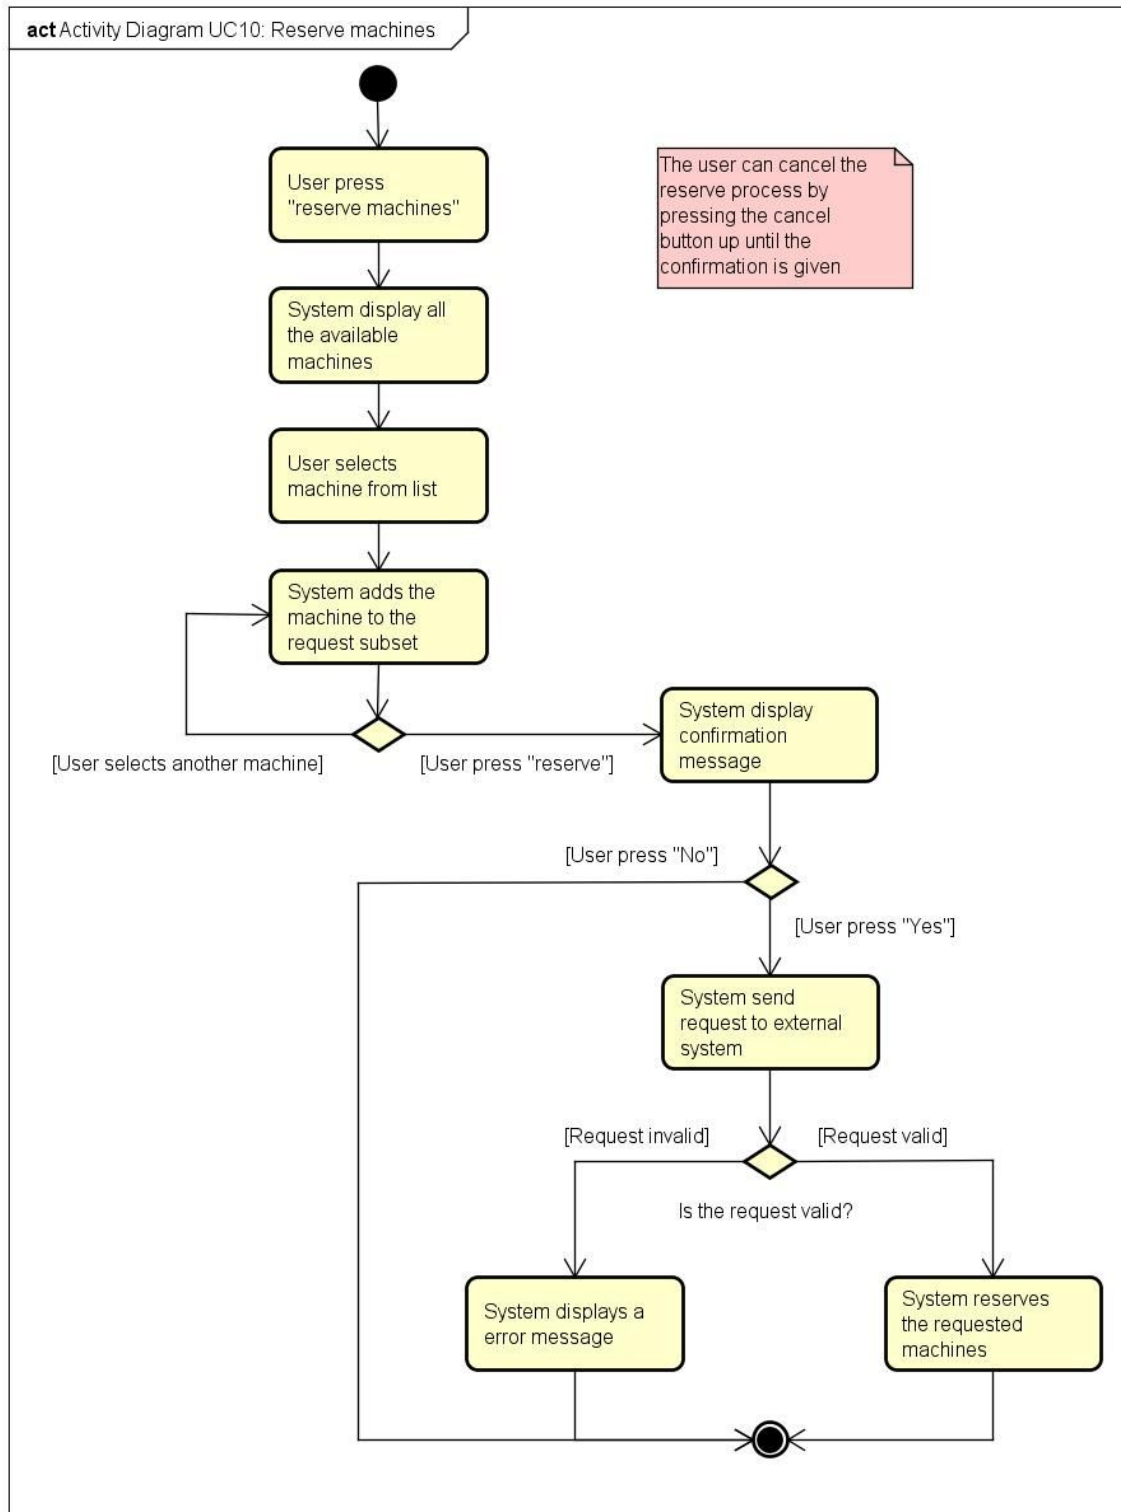 act Activity Diagram UC10: Reserve machines
User press
"reserve machines"
The user can cancel the
reserve process by
pressing the cancel
button up until the
confirmation is given
System display all
the available
machines
User selects
machine from list
System adds the
machine to the
request subset
System display
confirmation
message
[User selects another machine]
[User press "reserve"]
[User press "No"]
[User press "Yes"]
System send
request to external
system
[Request invalid]
[Request valid]
Is the request valid?
System displays a
error message
System reserves
the requested
machines